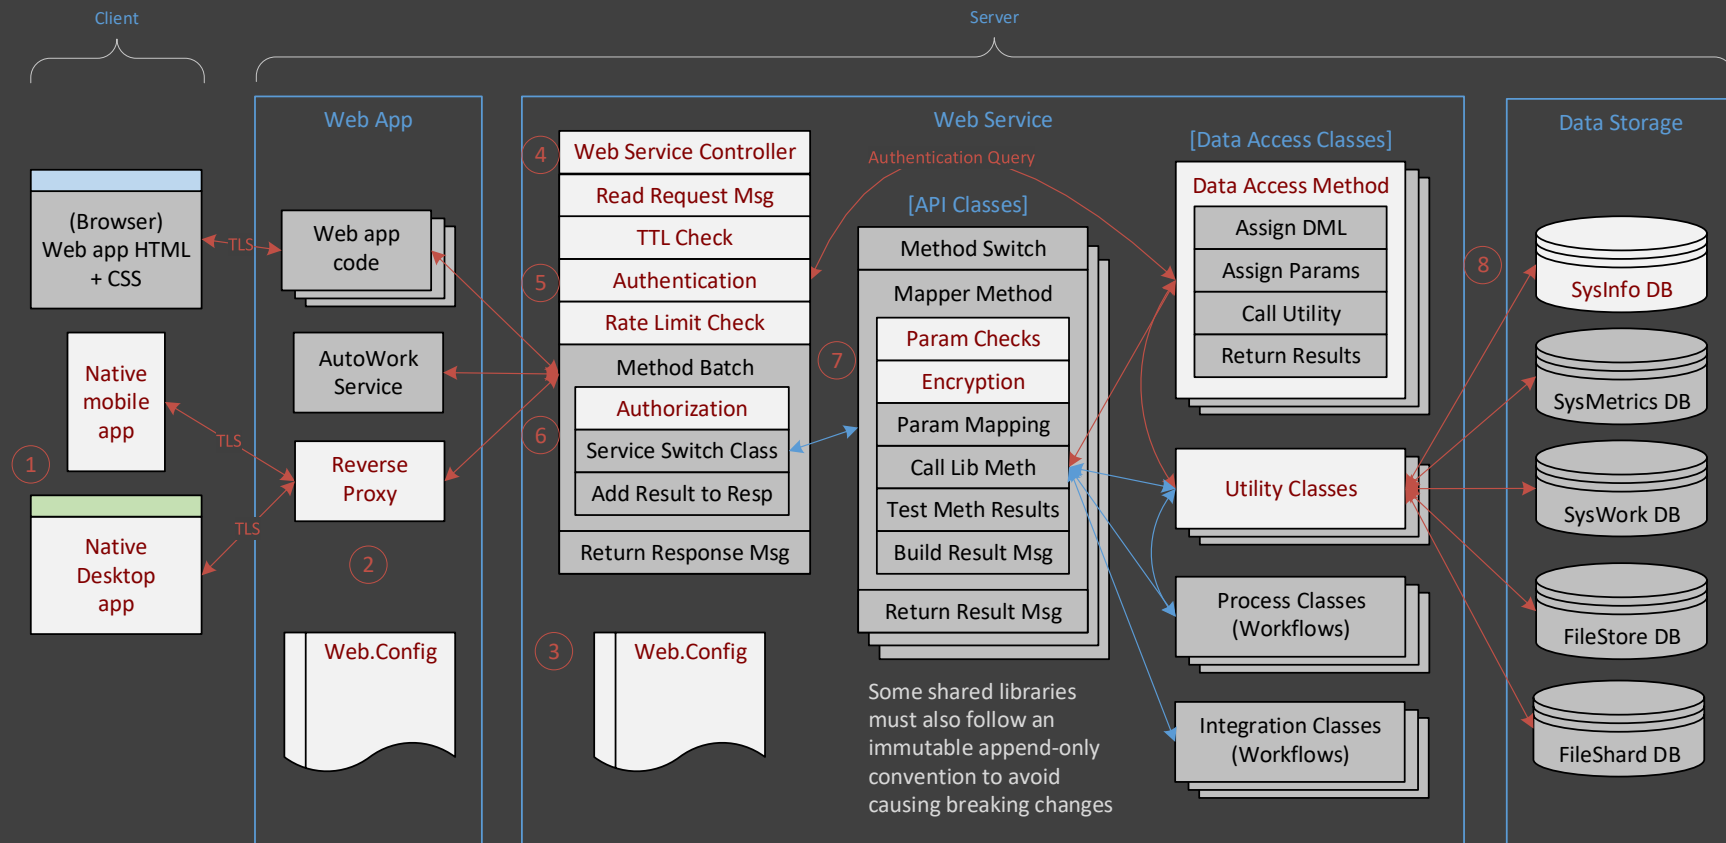 Client
Server
Web App
Web Service
[Data Access Classes]
Data Storage
(Browser)
Web app HTML
+ CSS
TLS
Native
mobile
app
TLS
1
Native
Desktop
app
TLS
Web app
code
AutoWork
Service
Reverse
Proxy
2
Web.Config
4
Web Service Controller
Read Request Msg
TTL Check
5
Authentication
Rate Limit Check
Method Batch
6
Authorization
Service Switch Class
Add Result to Resp
Return Response Msg
3
Web.Config
Authentication Query
[API Classes]
Method Switch
Mapper Method
7
Param Checks
Encryption
Param Mapping
Call Lib Meth
Test Meth Results
Build Result Msg
Return Result Msg
Some shared libraries
must also follow an
immutable append-only
convention to avoid
causing breaking changes
Data Access Method
Assign DML
Assign Params
Call Utility
Return Results
Utility Classes
Process Classes
(Workflows)
Integration Classes
(Workflows)
8
SysInfo DB
SysMetrics DB
SysWork DB
FileStore DB
FileShard DB